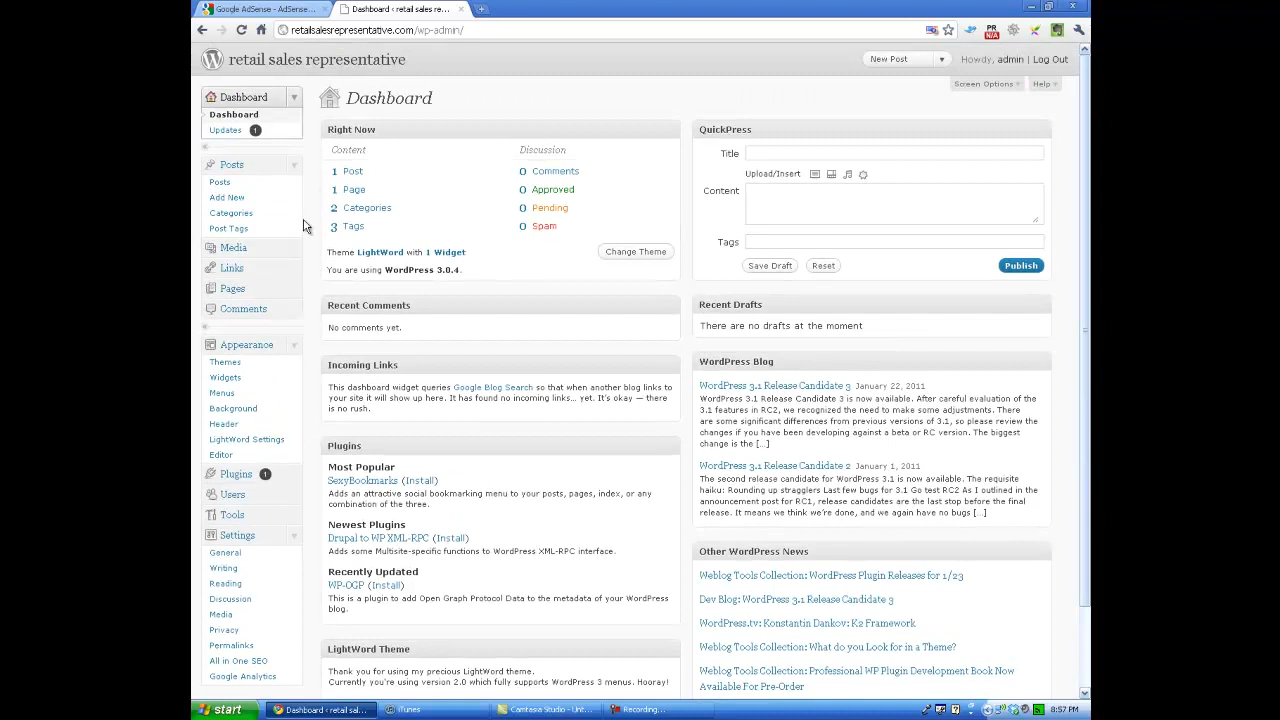 Google AdSense - AdSense...
Dashboard ‹ retail sales re...
retailsalesrepresentative.com/wp-admin/
PR
N/A
retail sales representative
New Post
Howdy, admin | Log Out
Screen Options
Help
Dashboard
Dashboard
Updates 1
Posts
Posts
Add New
Categories
Post Tags
Media
Links
Pages
Comments
Appearance
Themes
Widgets
Menus
Background
Header
LightWord Settings
Editor
Plugins 1
Users
Tools
Settings
General
Writing
Reading
Discussion
Media
Privacy
Permalinks
All in One SEO
Google Analytics
Dashboard
Right Now
Content
Discussion
1 Post
0 Comments
1 Page
0 Approved
2 Categories
0 Pending
3 Tags
0 Spam
Theme LightWord with 1 Widget
Change Theme
You are using WordPress 3.0.4.
Recent Comments
No comments yet.
Incoming Links
This dashboard widget queries Google Blog Search so that when another blog links to
your site it will show up here. It has found no incoming links... yet. It's okay — there
is no rush.
Plugins
Most Popular
SexyBookmarks (Install)
Adds an attractive social bookmarking menu to your posts, pages, index, or any
combination of the three.
Newest Plugins
Drupal to WP XML-RPC (Install)
Adds some Multisite-specific functions to WordPress XML-RPC interface.
Recently Updated
WP-OGP (Install)
This is a plugin to add Open Graph Protocol Data to the metadata of your WordPress
blog.
LightWord Theme
Thank you for using my precious LightWord theme.
Currently you're using version 2.0 which fully supports WordPress 3 menus. Hooray!
QuickPress
Title
Upload/Insert
Content
Tags
Save Draft
Reset
Publish
Recent Drafts
There are no drafts at the moment
WordPress Blog
WordPress 3.1 Release Candidate 3 January 22, 2011
WordPress 3.1 Release Candidate 3 is now available. After careful evaluation of the
3.1 features in RC2, we recognized the need to make some adjustments. There
are some significant differences from previous versions of 3.1, so please review the
changes if you have been developing against a beta or RC version. The biggest
change is the [...]
WordPress 3.1 Release Candidate 2 January 1, 2011
The second release candidate for WordPress 3.1 is now available. The requisite
haiku: Rounding up stragglers Last few bugs for 3.1 Go test RC2 As I outlined in the
announcement post for RC1, release candidates are the last stop before the final
release. It means we think we're done, and we again have no bugs [...]
Other WordPress News
Weblog Tools Collection: WordPress Plugin Releases for 1/23
Dev Blog: WordPress 3.1 Release Candidate 3
WordPress.tv: Konstantin Dankov: K2 Framework
Weblog Tools Collection: What do you Look for in a Theme?
Weblog Tools Collection: Professional WP Plugin Development Book Now
Available For Pre-Order
start
Dashboard ‹ retail sal...
iTunes
Camtasia Studio - Unt...
Recording...
8:57 PM